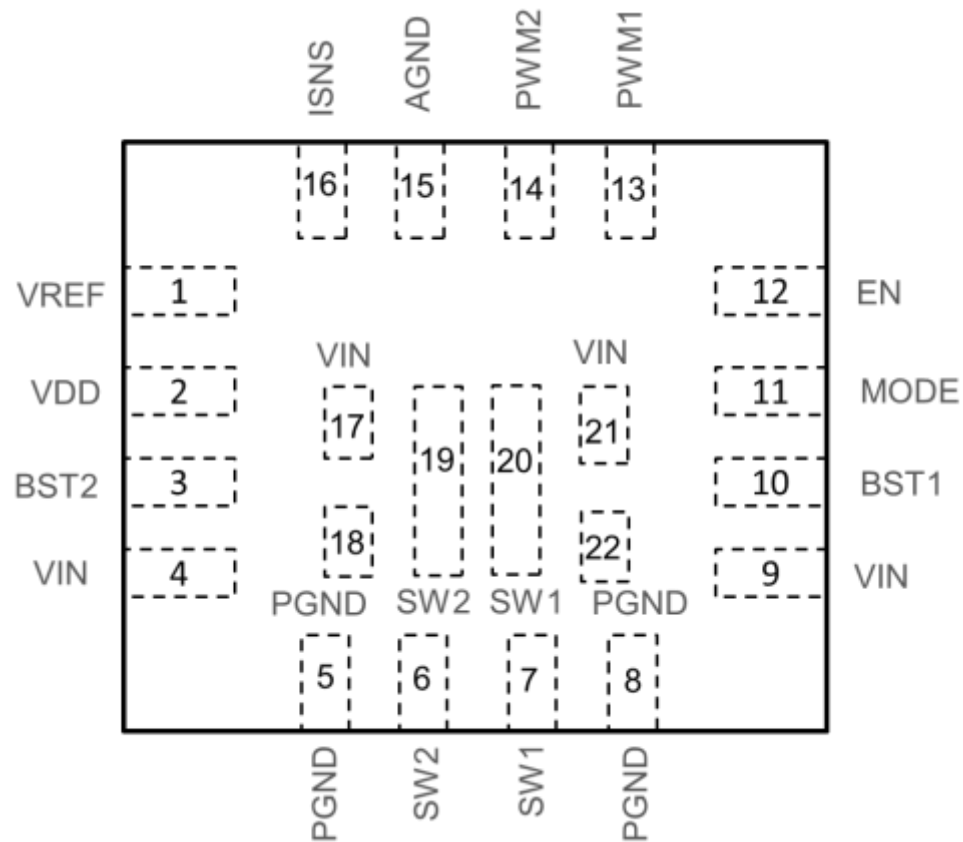 ISNS
AGND
PWM2
PWM1
16
15
14
13
VREF
1
12
EN
VIN
VIN
VDD
2
11
MODE
17
21
19
20
BST2
3
10
BST1
18
22
VIN
4
9
VIN
PGND
SW2
SW1
PGND
5
6
7
8
PGND
SW2
SW1
PGND